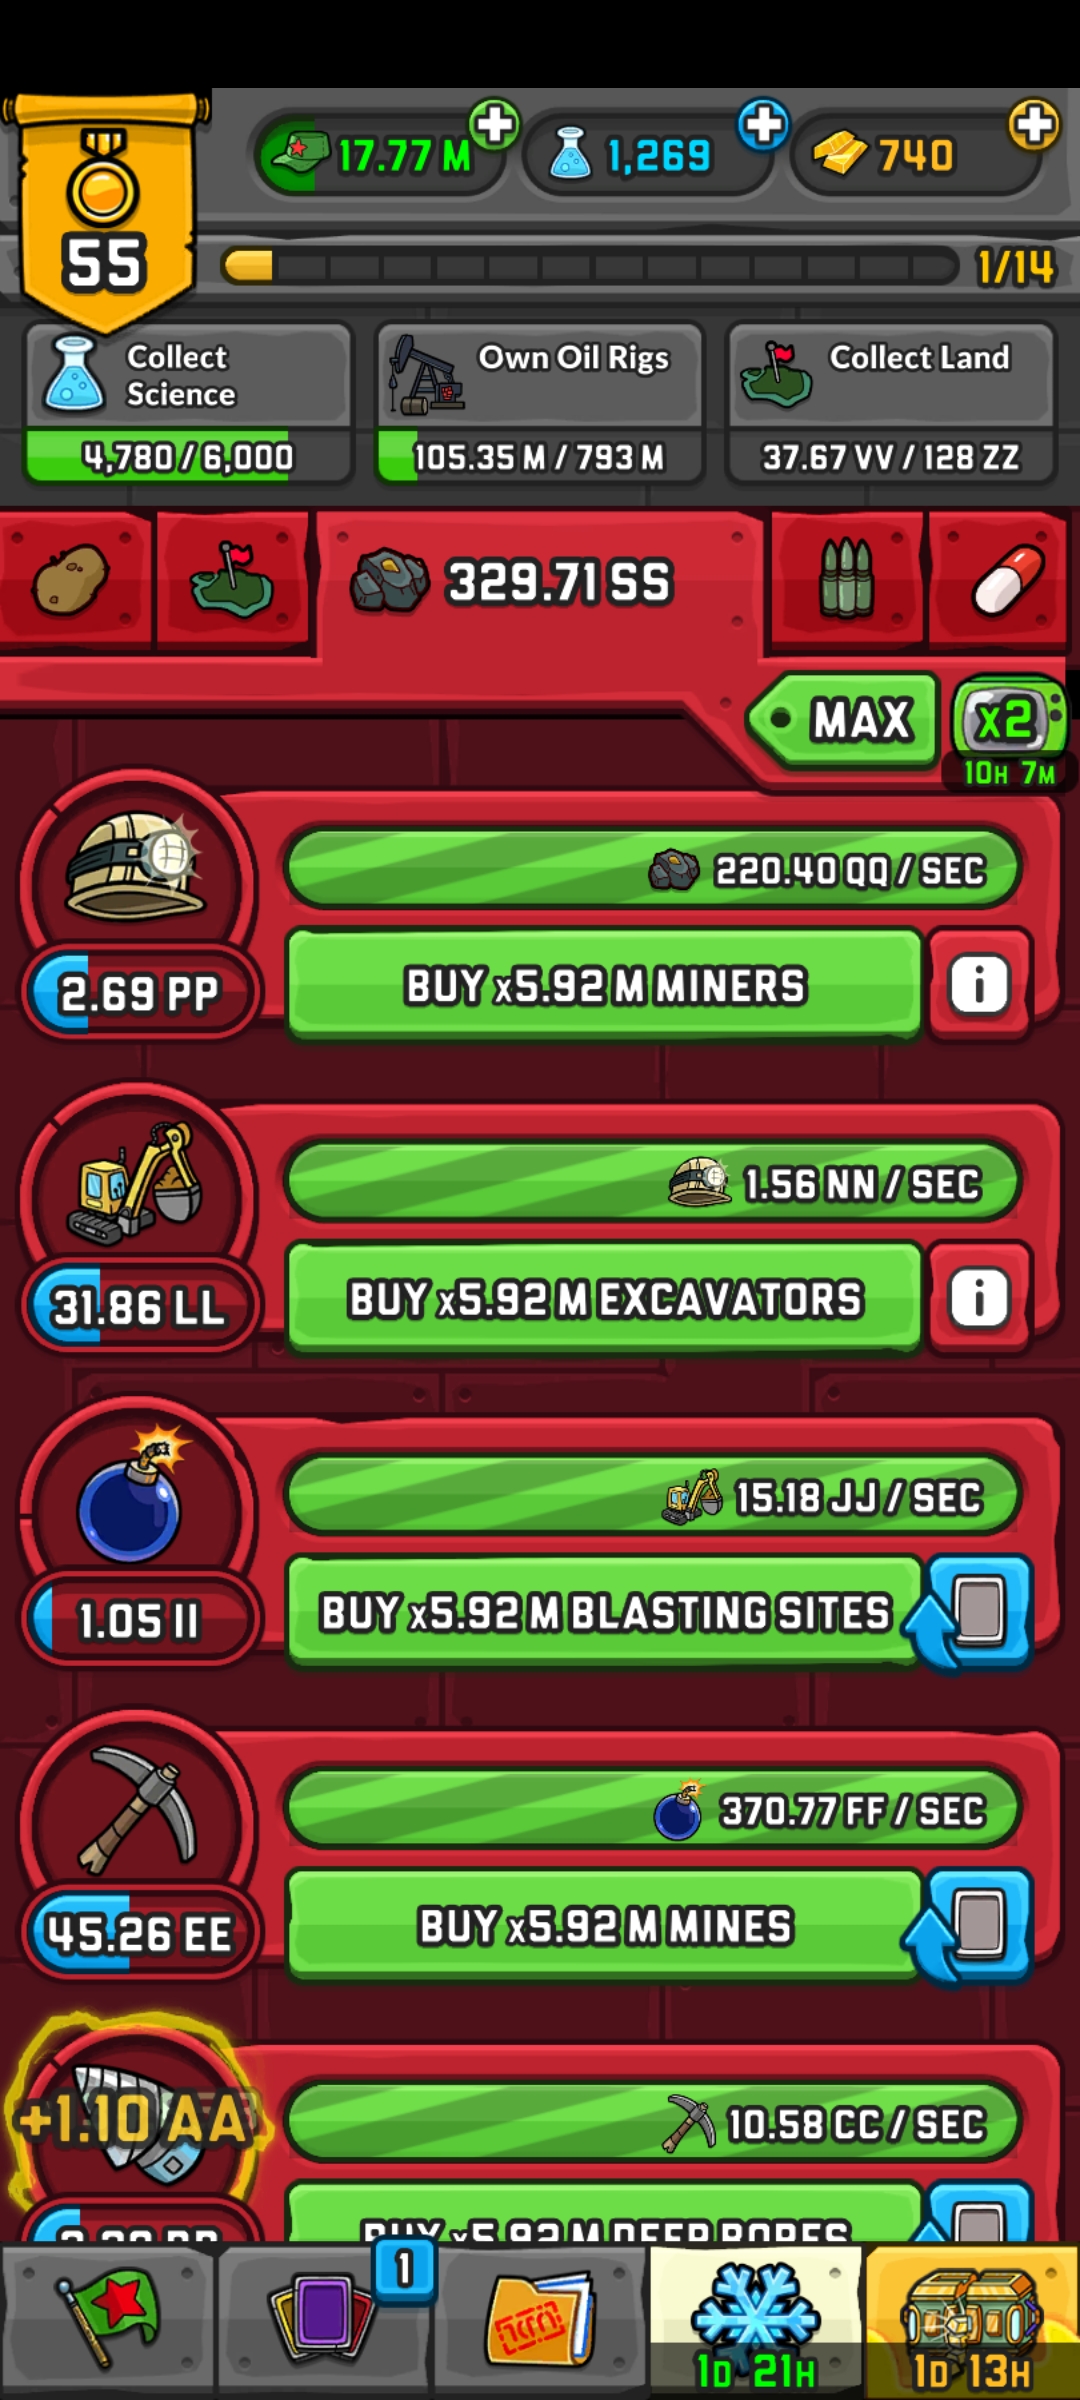 17.77 M
1,269
740
55
1/14
Collect
Science
4,780 / 6,000
Own Oil Rigs
105.35 M / 793 M
Collect Land
37.67 VV / 128 ZZ
329.71 SS
MAX
x2
10H 7M
220.40 QQ / SEC
2.69 PP
BUY x5.92 M MINERS
i
1.56 NN / SEC
31.86 LL
BUY x5.92 M EXCAVATORS
i
15.18 JJ / SEC
1.05 II
BUY x5.92 M BLASTING SITES
370.77 FF / SEC
45.26 EE
BUY x5.92 M MINES
+1.10 AA
10.58 CC / SEC
BUY x5.92 M DEEP BORES
1
1D 21H
1D 13H